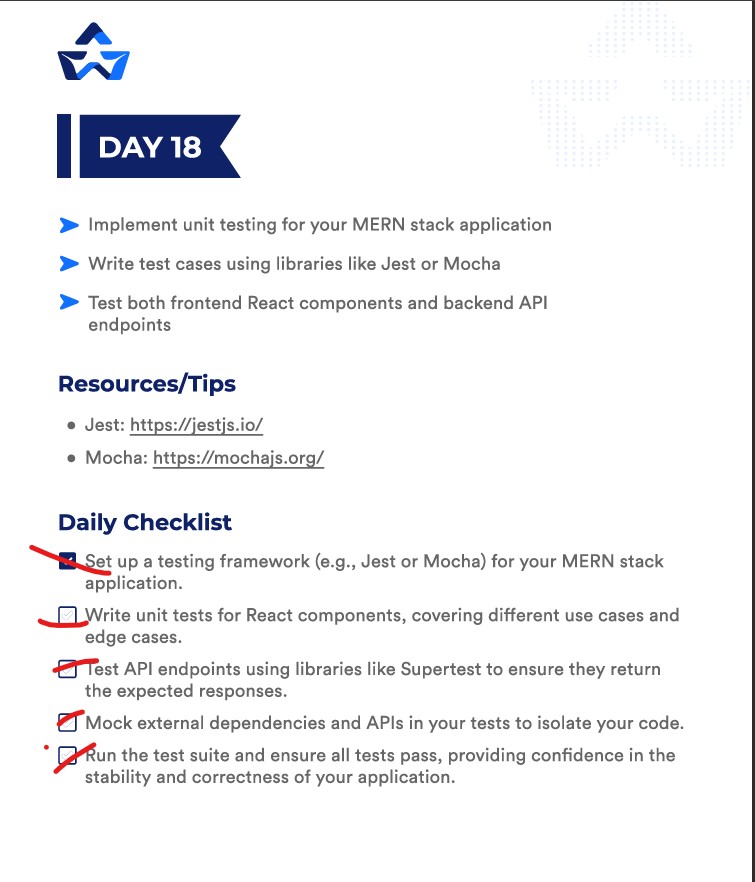 DAY 18
Implement unit testing for your MERN stack application
Write test cases using libraries like Jest or Mocha
Test both frontend React components and backend API
endpoints
Resources/Tips
Jest: https://jestjs.io/
Mocha: https://mochajs.org/
Daily Checklist
Set up a testing framework (e.g., Jest or Mocha) for your MERN stack
application.
Write unit tests for React components, covering different use cases and
edge cases.
Test API endpoints using libraries like Supertest to ensure they return
the expected responses.
Mock external dependencies and APIs in your tests to isolate your code.
Run the test suite and ensure all tests pass, providing confidence in the
stability and correctness of your application.